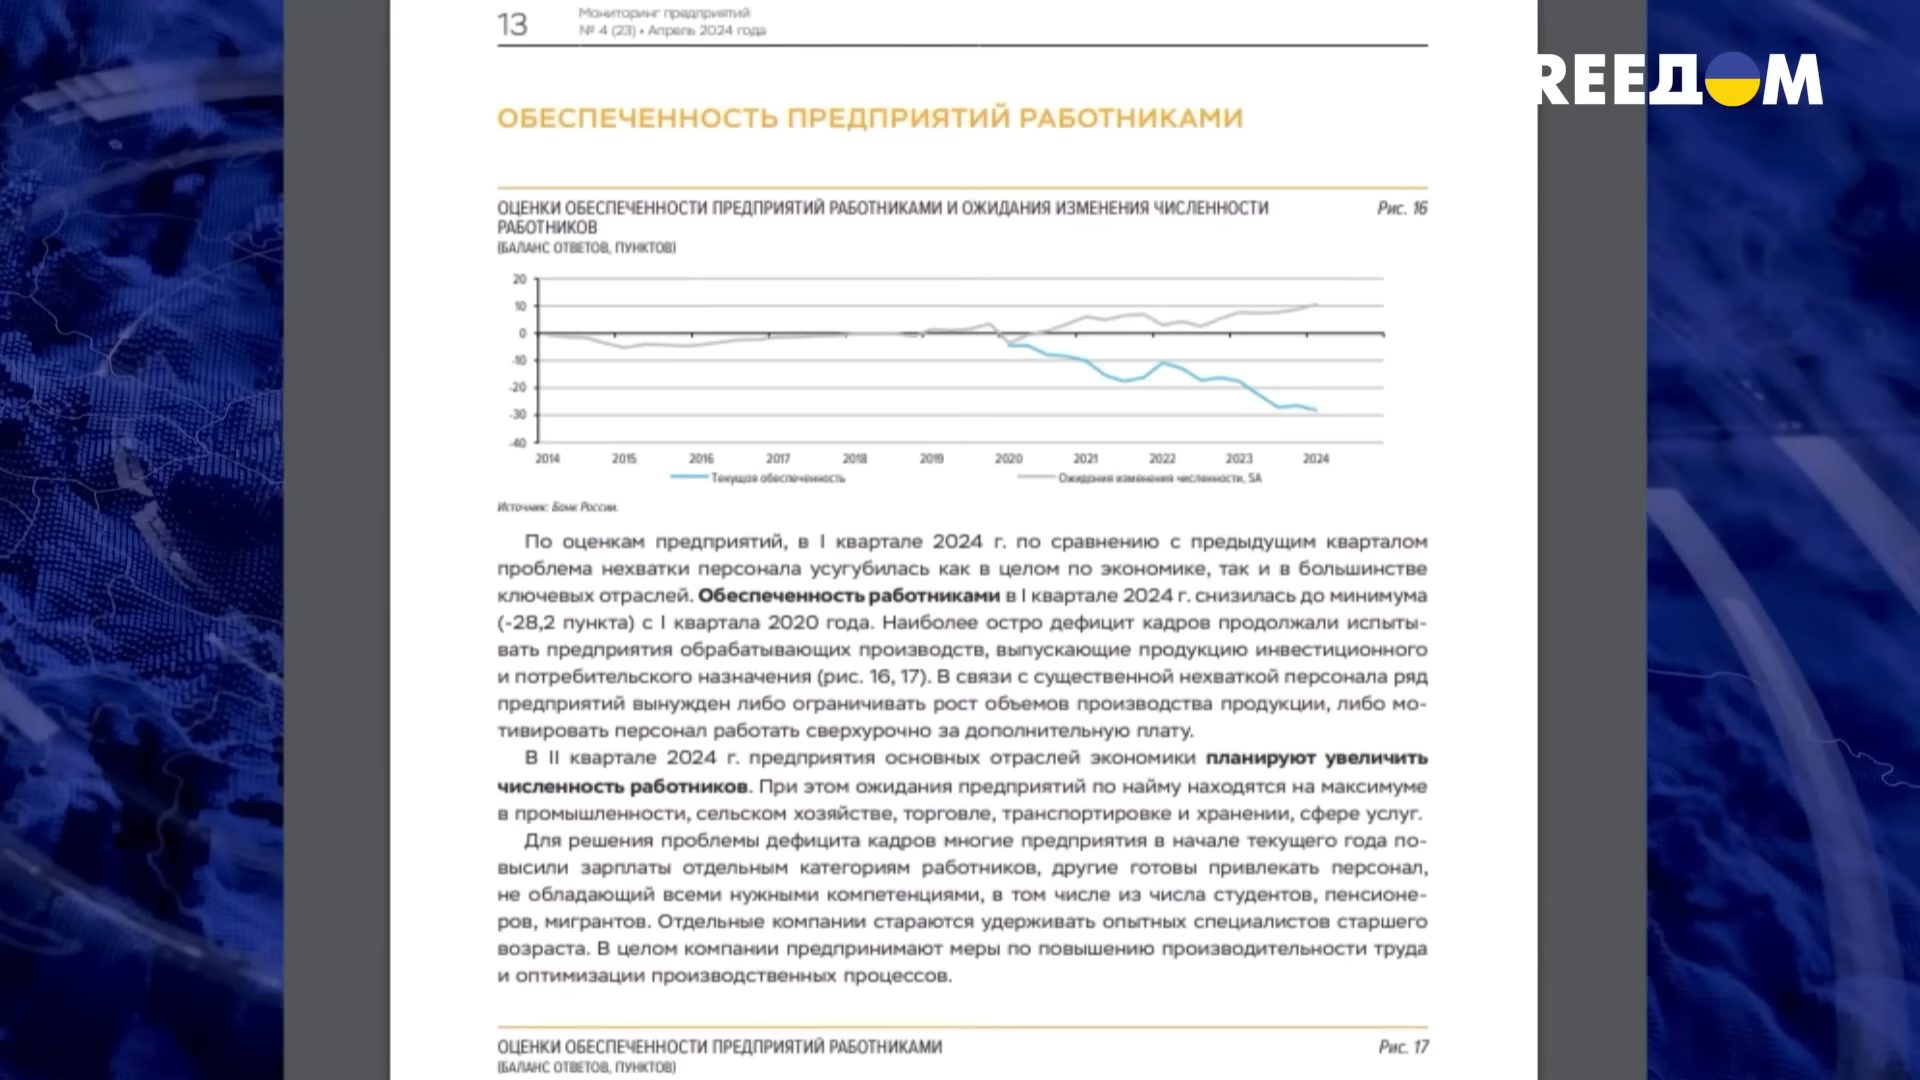 13
Мониторинг предприятий
№ 4 (23) • Апрель 2024 года
REEДОМ
ОБЕСПЕЧЕННОСТЬ ПРЕДПРИЯТИЙ РАБОТНИКАМИ
ОЦЕНКИ ОБЕСПЕЧЕННОСТИ ПРЕДПРИЯТИЙ РАБОТНИКАМИ И ОЖИДАНИЯ ИЗМЕНЕНИЯ ЧИСЛЕННОСТИ
Рис. 16
РАБОТНИКОВ
(БАЛАНС ОТВЕТОВ, ПУНКТОВ)
20
10
0
-10
-20
-30
-40
2014 2015 2016 2017 2018 2019 2020 2021 2022 2023 2024
Текущая обеспеченность
Ожидания изменения численности, SA
Источник: Банк России.
По оценкам предприятий, в I квартале 2024 г. по сравнению с предыдущим кварталом
проблема нехватки персонала усугубилась как в целом по экономике, так и в большинстве
ключевых отраслей. Обеспеченность работниками в I квартале 2024 г. снизилась до минимума
(-28,2 пункта) с I квартала 2020 года. Наиболее остро дефицит кадров продолжали испыты-
вать предприятия обрабатывающих производств, выпускающие продукцию инвестиционного
и потребительского назначения (рис. 16, 17). В связи с существенной нехваткой персонала ряд
предприятий вынужден либо ограничивать рост объемов производства продукции, либо мо-
тивировать персонал работать сверхурочно за дополнительную плату.
В II квартале 2024 г. предприятия основных отраслей экономики планируют увеличить
численность работников. При этом ожидания предприятий по найму находятся на максимуме
в промышленности, сельском хозяйстве, торговле, транспортировке и хранении, сфере услуг.
Для решения проблемы дефицита кадров многие предприятия в начале текущего года по-
высили зарплаты отдельным категориям работников, другие готовы привлекать персонал,
не обладающий всеми нужными компетенциями, в том числе из числа студентов, пенсионе-
ров, мигрантов. Отдельные компании стараются удерживать опытных специалистов старшего
возраста. В целом компании предпринимают меры по повышению производительности труда
и оптимизации производственных процессов.
ОЦЕНКИ ОБЕСПЕЧЕННОСТИ ПРЕДПРИЯТИЙ РАБОТНИКАМИ
Рис. 17
(БАЛАНС ОТВЕТОВ, ПУНКТОВ)